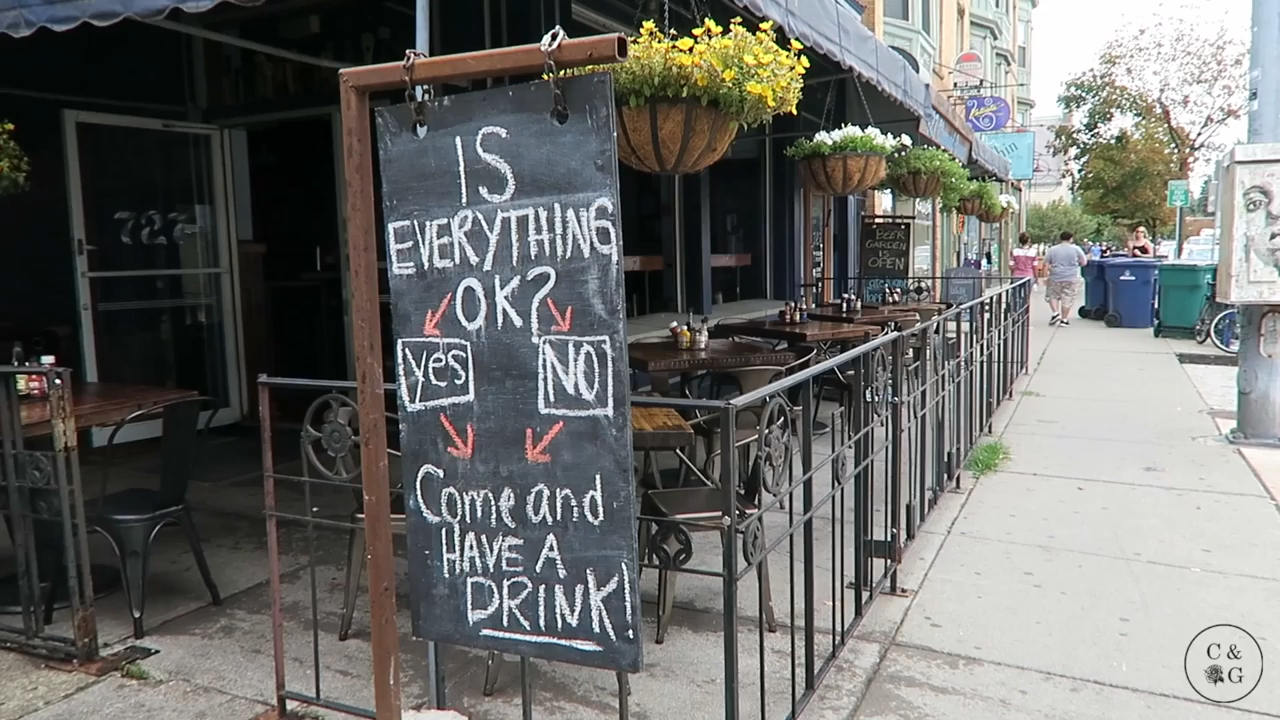 IS
EVERYTHING
OK?
yes
NO
Come and
HAVE A
DRINK!
727
BEER
GARDEN
IS
OPEN
C &
G